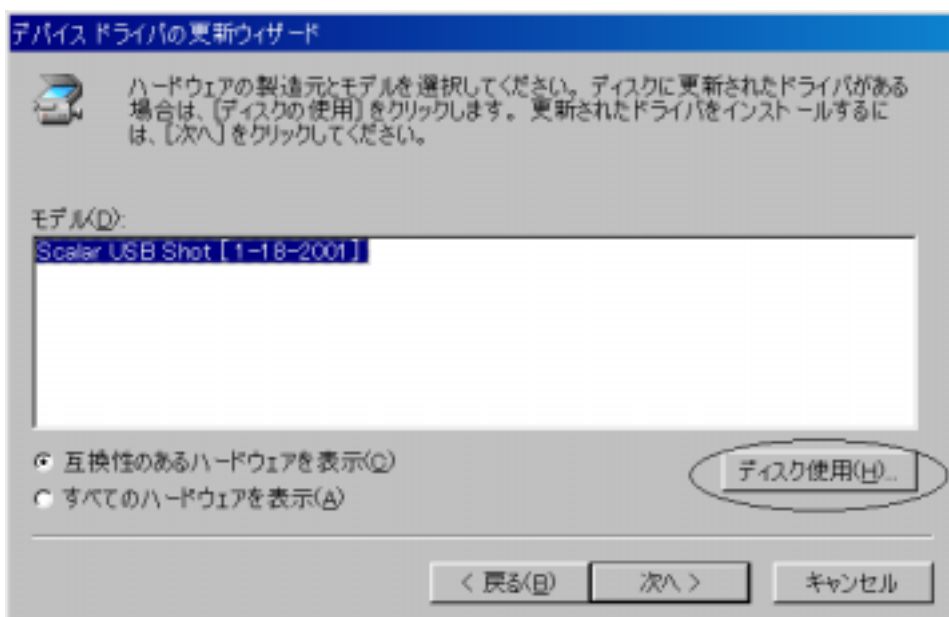 デバイス ドライバの更新ウィザード
ハードウェアの製造元とモデルを選択してください。ディスクに更新されたドライバがある
場合は、[ディスクの使用] をクリックします。 更新されたドライバをインストールするに
は、[次へ] をクリックしてください。
モデル(D):
Scalar USB Shot [ 1-18-2001]
互換性のあるハードウェアを表示(C)
ディスク使用(H)...
すべてのハードウェアを表示(A)
< 戻る(B)
次へ >
キャンセル